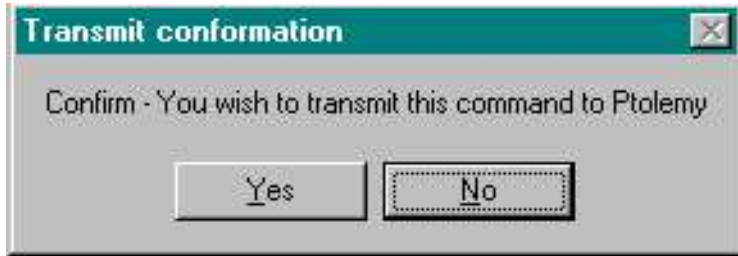 Transmit conformation
Confirm - You wish to transmit this command to Ptolemy
Yes No